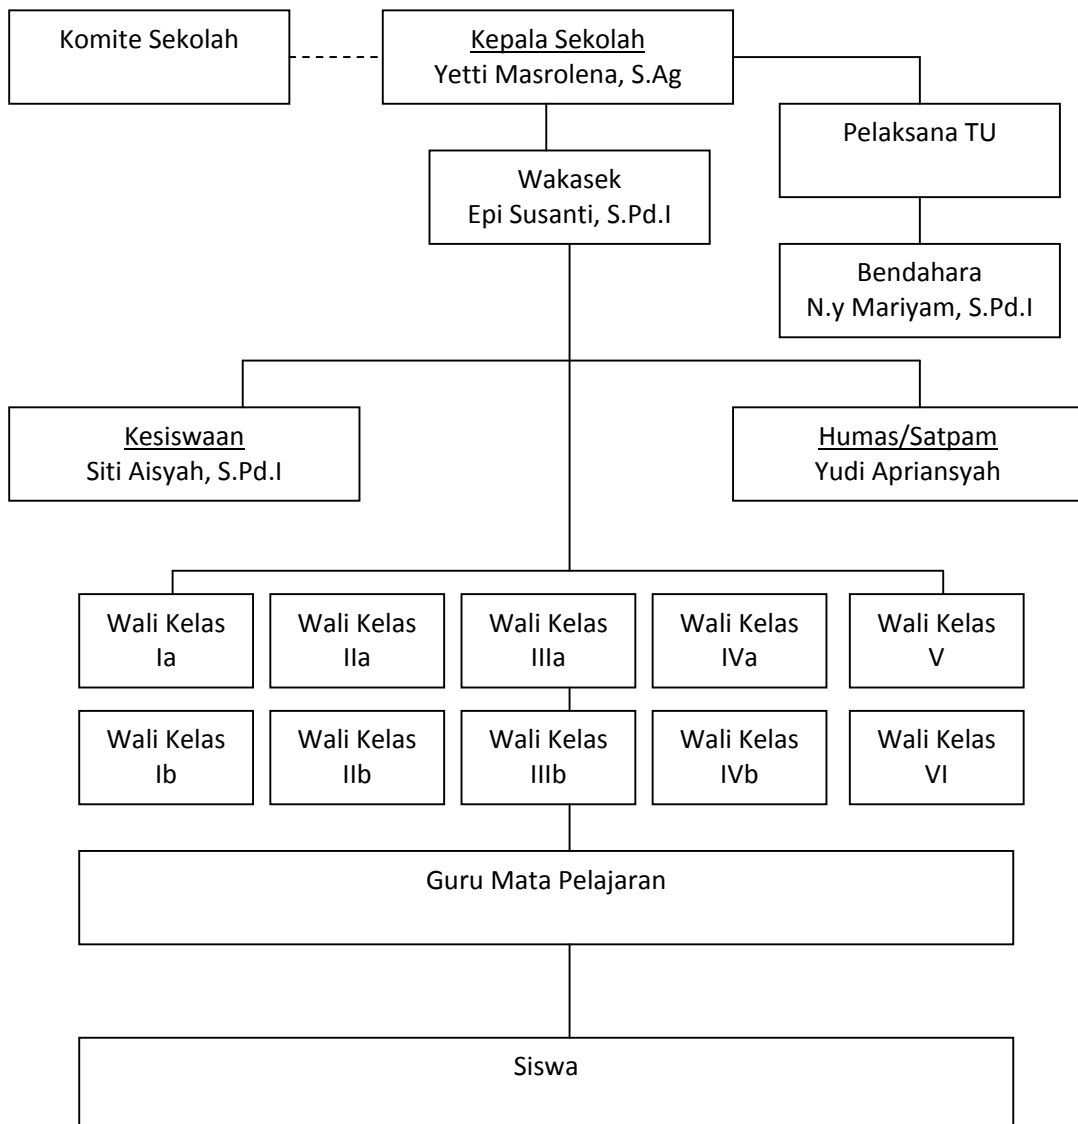 Komite Sekolah
Kepala Sekolah
Yetti Masrolena, S.Ag
Pelaksana TU
Wakasek
Epi Susanti, S.Pd.I
Bendahara
N.y Mariyam, S.Pd.I
Kesiswaan
Siti Aisyah, S.Pd.I
Humas/Satpam
Yudi Apriansyah
Wali Kelas
Ia
Wali Kelas
IIa
Wali Kelas
IIIa
Wali Kelas
IVa
Wali Kelas
V
Wali Kelas
Ib
Wali Kelas
IIb
Wali Kelas
IIIb
Wali Kelas
IVb
Wali Kelas
VI
Guru Mata Pelajaran
Siswa